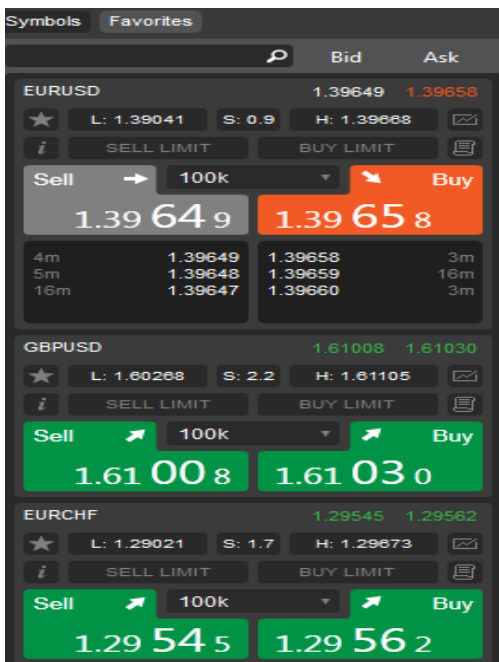 Symbols Favorites
Bid Ask
EURUSD 1.39649 1.39658
L: 1.39041 S: 0.9 H: 1.39668
i SELL LIMIT BUY LIMIT
Sell 100k Buy
1.39 64 9 1.39 65 8
4m 1.39649 1.39658 3m
5m 1.39648 1.39659 16m
16m 1.39647 1.39660 3m
GBPUSD 1.61008 1.61030
L: 1.60268 S: 2.2 H: 1.61105
i SELL LIMIT BUY LIMIT
Sell 100k Buy
1.61 00 8 1.61 03 0
EURCHF 1.29545 1.29562
L: 1.29021 S: 1.7 H: 1.29673
i SELL LIMIT BUY LIMIT
Sell 100k Buy
1.29 54 5 1.29 56 2